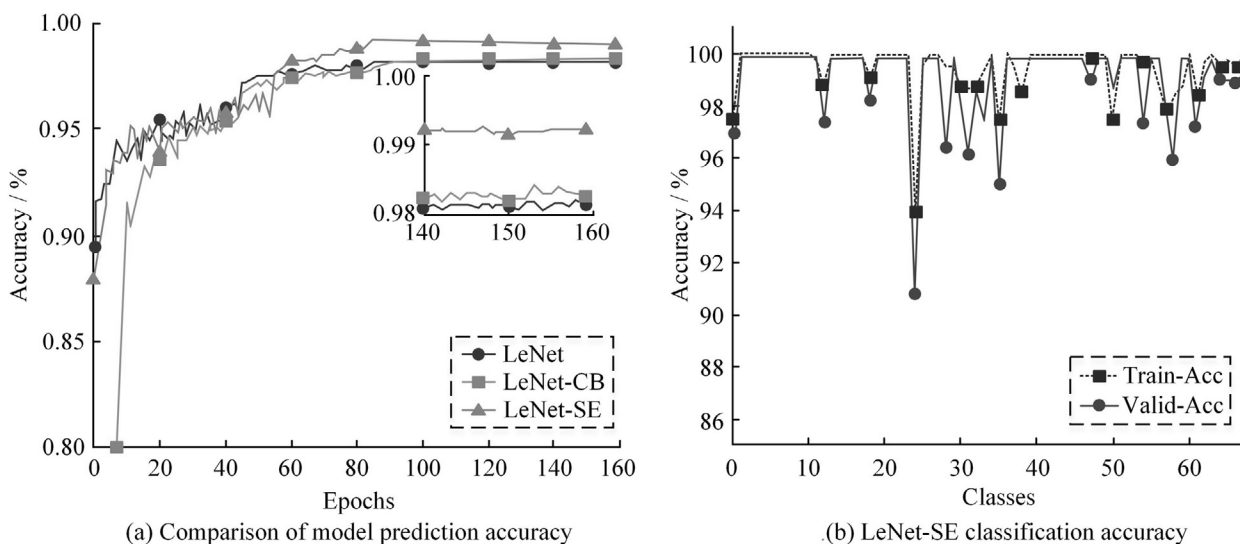 1.00
0.95
0.90
0.85
0.80
Accuracy / %
0 20 40 60 80 100 120 140 160
Epochs
1.00
0.99
0.98
140 150 160
LeNet
LeNet-CB
LeNet-SE
(a) Comparison of model prediction accuracy
100
98
96
94
92
90
88
86
Accuracy / %
0 10 20 30 40 50 60
Classes
Train-Acc
Valid-Acc
.(b) LeNet-SE classification accuracy